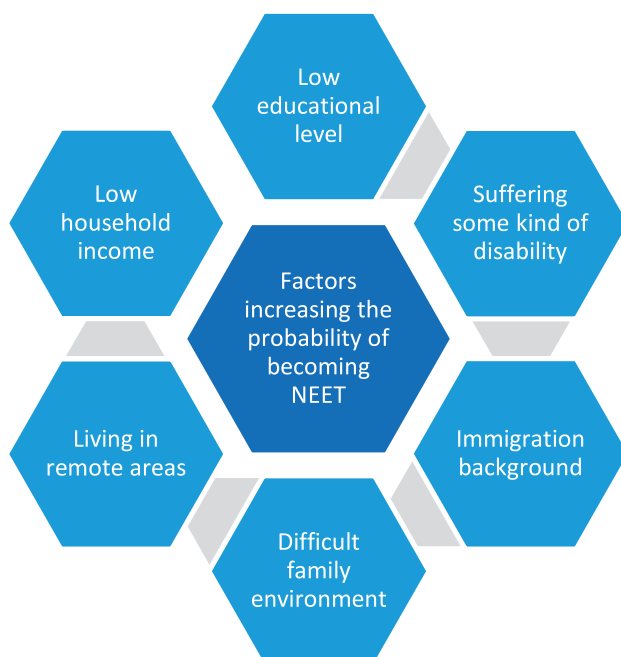 Low
educational
level
Suffering
some kind of
disability
Immigration
background
Difficult
family
environment
Living in
remote areas
Low
household
income
Factors
increasing the
probability of
becoming
NEET